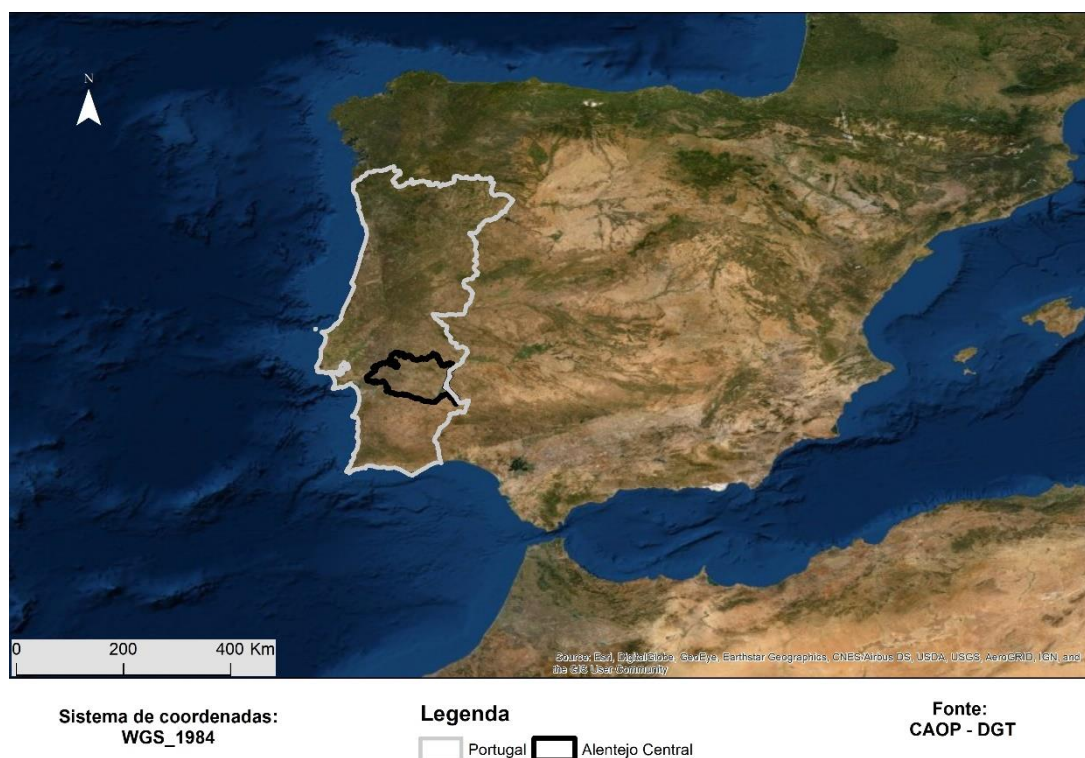 N
0 200 400 Km
Source: Esri, DigitalGlobe, GeoEye, Earthstar Geographics, CNES/Airbus DS, USDA, USGS, AeroGRID, IGN, and
the GIS User Community
Sistema de coordenadas:
WGS_1984
Legenda
Portugal Alentejo Central
Fonte:
CAOP - DGT